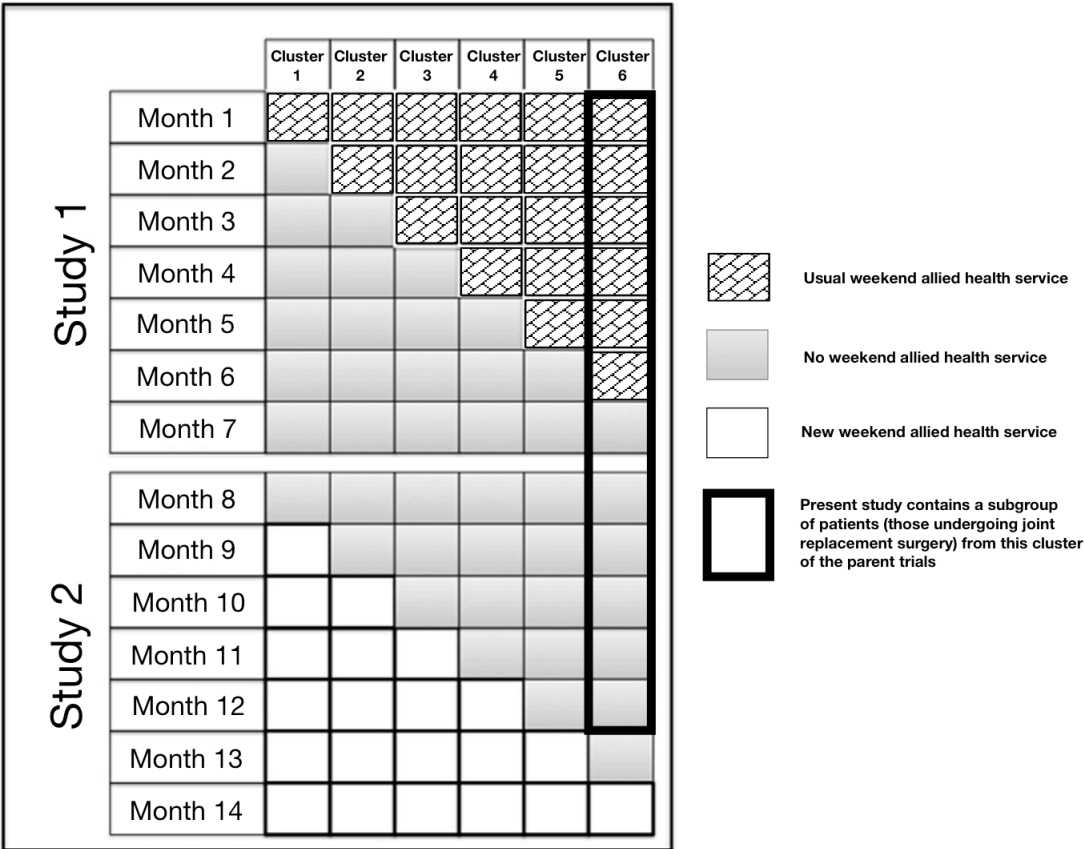 Cluster 1
Cluster 2
Cluster 3
Cluster 4
Cluster 5
Cluster 6
Study 1
Month 1
Month 2
Month 3
Month 4
Month 5
Month 6
Month 7
Study 2
Month 8
Month 9
Month 10
Month 11
Month 12
Month 13
Month 14
Usual weekend allied health service
No weekend allied health service
New weekend allied health service
Present study contains a subgroup
of patients (those undergoing joint
replacement surgery) from this cluster
of the parent trials